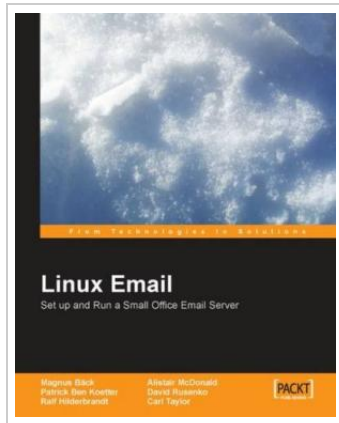 From Technologies to Solutions
Linux Email
Set up and Run a Small Office Email Server
Magnus Bäck
Patrick Ben Koetter
Ralf Hilderbrandt
Alistair McDonald
David Rusenko
Carl Taylor
PACKT